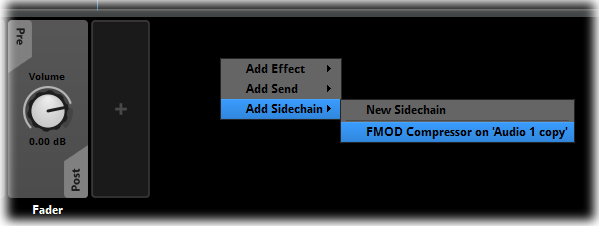 Pre
Volume
0.00 dB
Post
Fader
+
Add Effect
Add Send
Add Sidechain
New Sidechain
FMOD Compressor on 'Audio 1 copy'